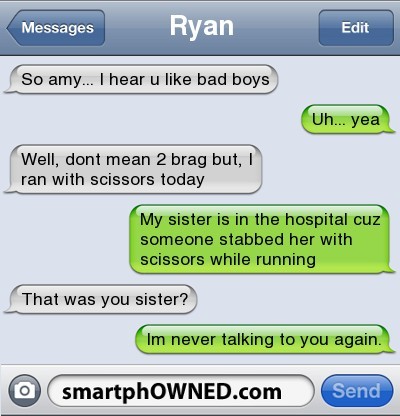 Messages
Ryan
Edit
So amy... I hear u like bad boys
Uh... yea
Well, dont mean 2 brag but, I
ran with scissors today
My sister is in the hospital cuz
someone stabbed her with
scissors while running
That was you sister?
Im never talking to you again.
smartphOWNED.com
Send